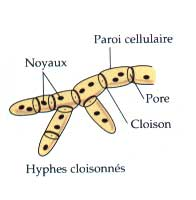 Paroi cellulaire
Noyaux
Pore
Cloison
Hyphes cloisonnés